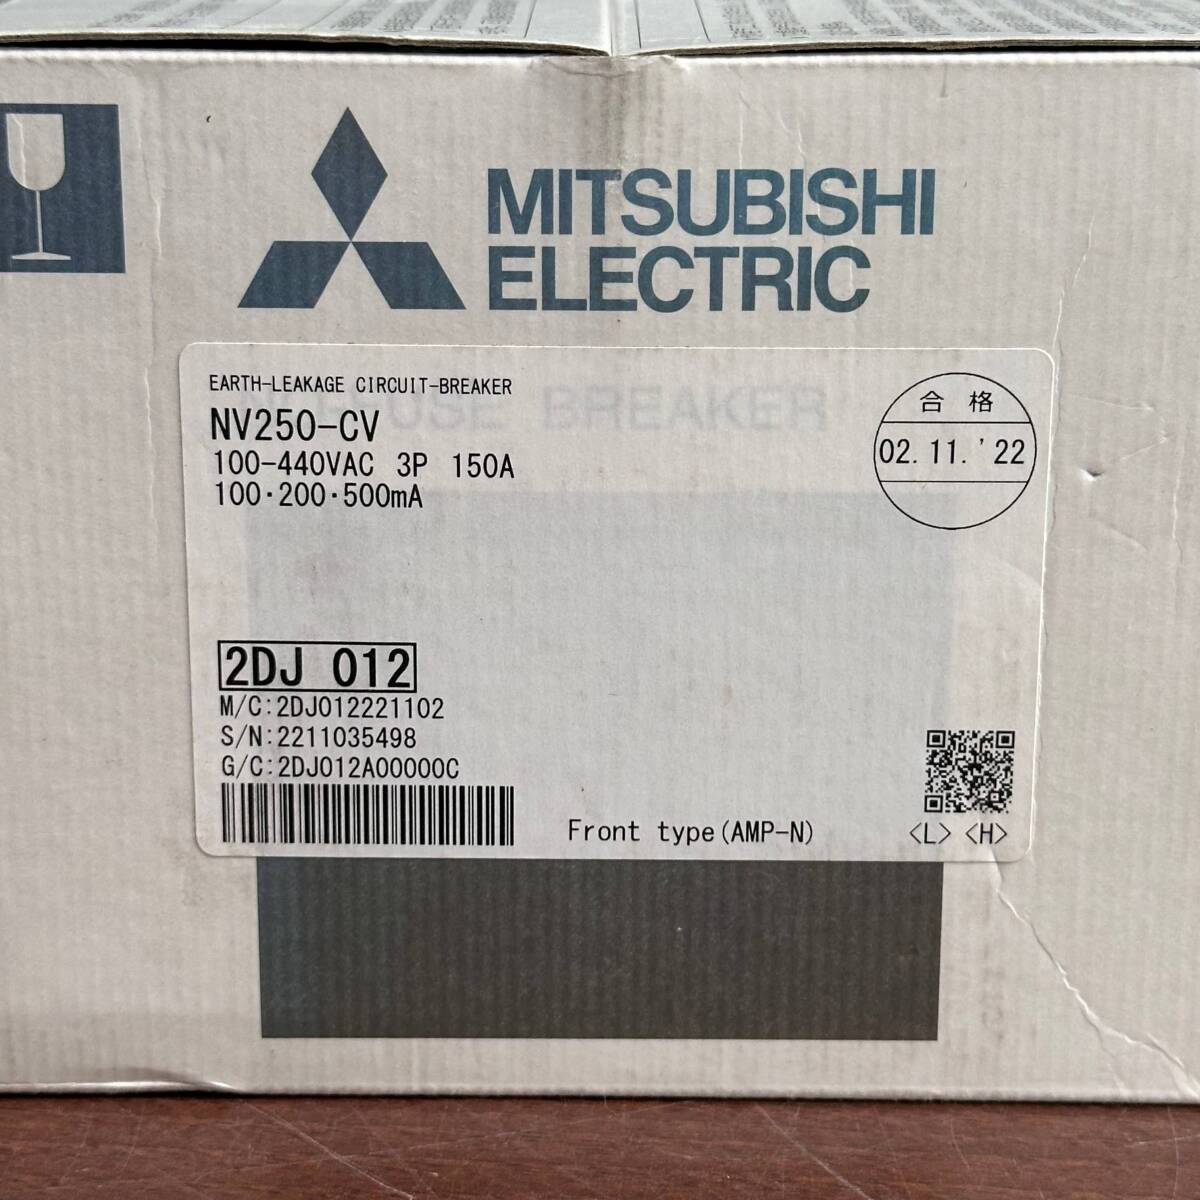 MITSUBISHI
ELECTRIC
EARTH-LEAKAGE CIRCUIT-BREAKER
NV250-CV
100-440VAC 3P 150A
100・200・500mA
合格
02.11.'22
2DJ 012
M/C:2DJ012221102
S/N:2211035498
G/C:2DJ012A00000C
Front type(AMP-N)
<L> <H>
BREAKER